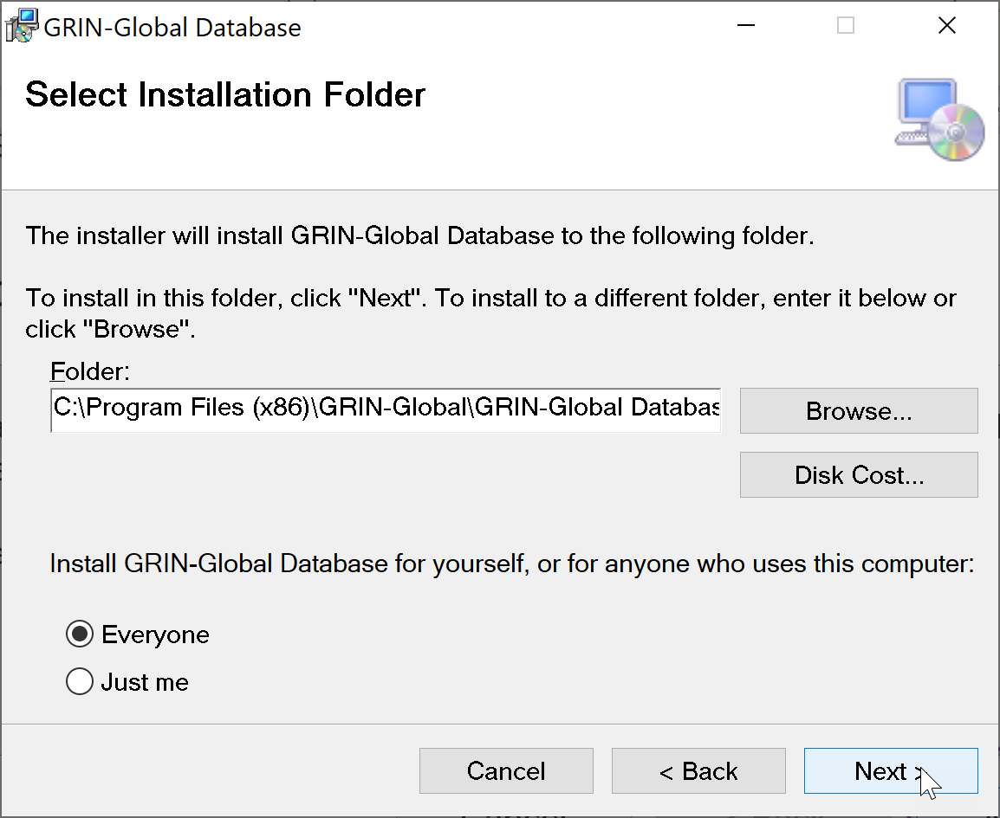 GRIN-Global Database
Select Installation Folder
The installer will install GRIN-Global Database to the following folder.
To install in this folder, click "Next". To install to a different folder, enter it below or
click "Browse".
Folder:
C:\Program Files (x86)\GRIN-Global\GRIN-Global Databas
Browse...
Disk Cost...
Install GRIN-Global Database for yourself, or for anyone who uses this computer:
Everyone
Just me
Cancel
< Back
Next >